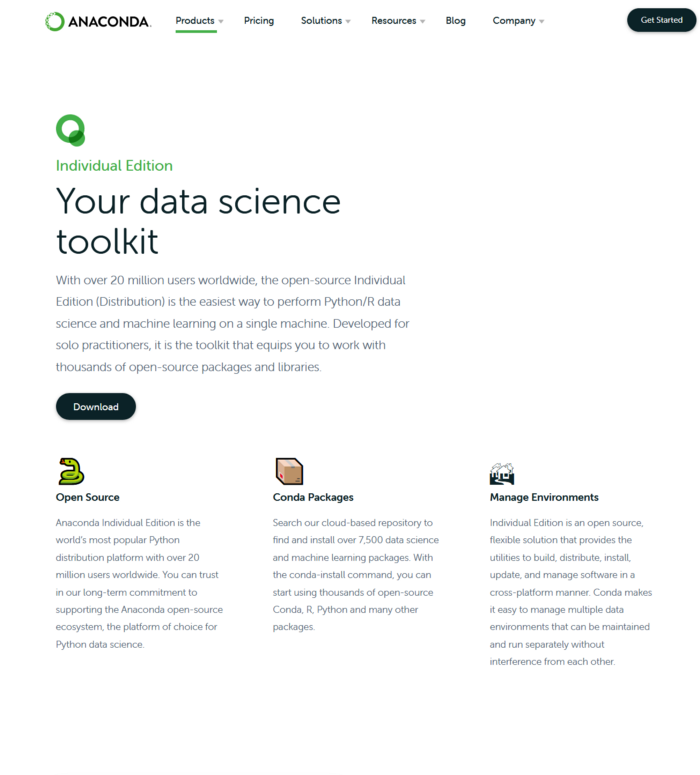 ANACONDA.
Products
Pricing
Solutions
Resources
Blog
Company
Get Started
Individual Edition
Your data science
toolkit
With over 20 million users worldwide, the open-source Individual
Edition (Distribution) is the easiest way to perform Python/R data
science and machine learning on a single machine. Developed for
solo practitioners, it is the toolkit that equips you to work with
thousands of open-source packages and libraries.
Download
Open Source
Anaconda Individual Edition is the
world's most popular Python
distribution platform with over 20
million users worldwide. You can trust
in our long-term commitment to
supporting the Anaconda open-source
ecosystem, the platform of choice for
Python data science.
Conda Packages
Search our cloud-based repository to
find and install over 7,500 data science
and machine learning packages. With
the conda-install command, you can
start using thousands of open-source
Conda, R, Python and many other
packages.
Manage Environments
Individual Edition is an open source,
flexible solution that provides the
utilities to build, distribute, install,
update, and manage software in a
cross-platform manner. Conda makes
it easy to manage multiple data
environments that can be maintained
and run separately without
interference from each other.